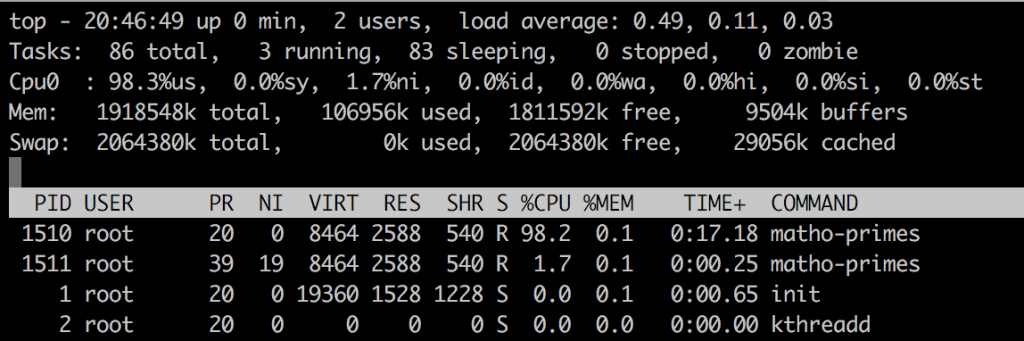 top - 20:46:49 up 0 min,  2 users,  load average: 0.49, 0.11, 0.03
Tasks:  86 total,   3 running,  83 sleeping,   0 stopped,   0 zombie
Cpu0  : 98.3%us,  0.0%sy,  1.7%ni,  0.0%id,  0.0%wa,  0.0%hi,  0.0%si,  0.0%st
Mem:   1918548k total,   106956k used,  1811592k free,     9504k buffers
Swap:  2064380k total,        0k used,  2064380k free,    29056k cached
  PID USER      PR  NI  VIRT  RES  SHR S %CPU %MEM    TIME+  COMMAND
 1510 root      20   0  8464 2588  540 R 98.2  0.1   0:17.18 matho-primes
 1511 root      39  19  8464 2588  540 R  1.7  0.1   0:00.25 matho-primes
    1 root      20   0 19360 1528 1228 S  0.0  0.1   0:00.65 init
    2 root      20   0     0    0    0 S  0.0  0.0   0:00.00 kthreadd